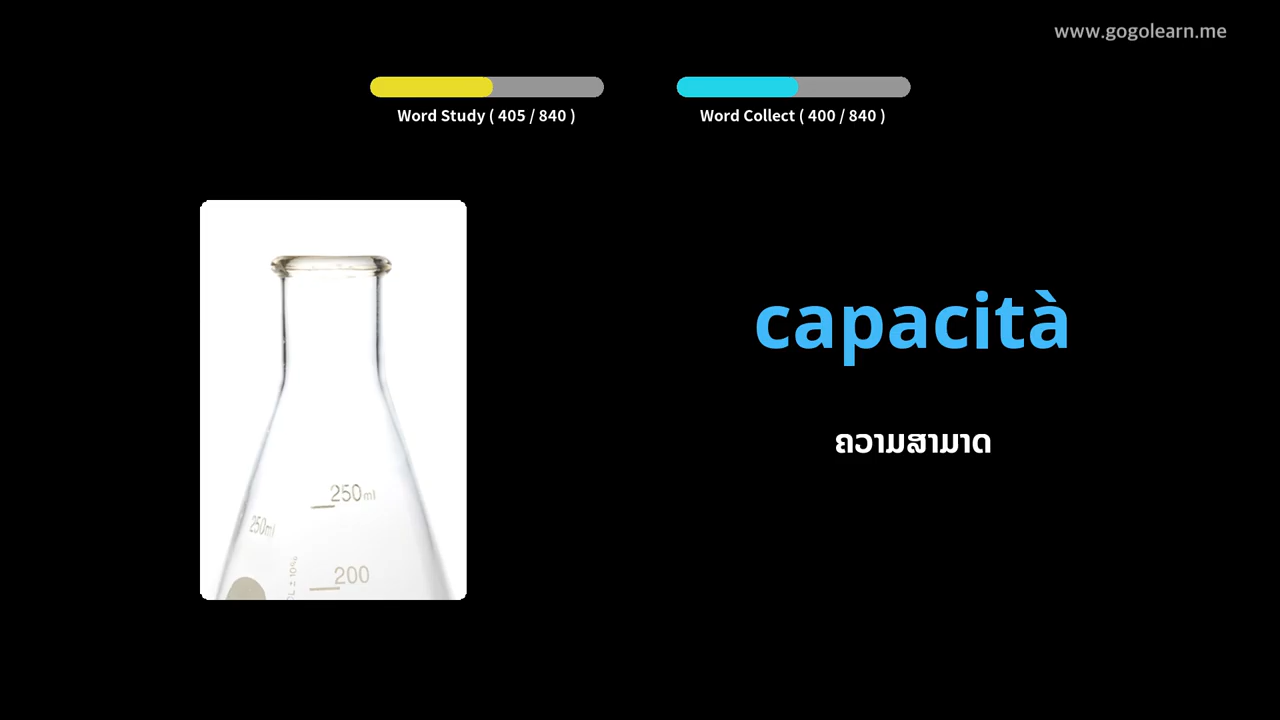 www.gogolearn.me
Word Study ( 405 / 840 )
Word Collect ( 400 / 840 )
capacità
ຄວາມສາມາດ
250ml
250ml
200